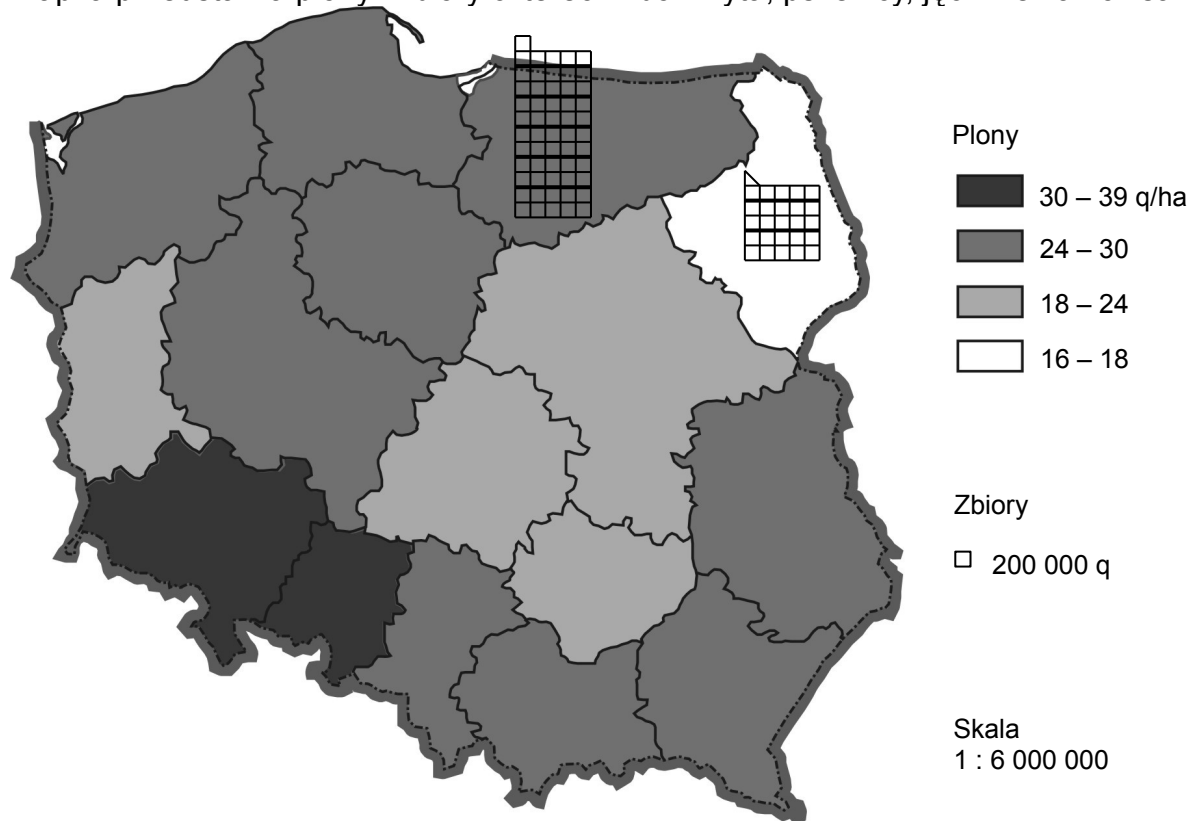 Plony
30 – 39 q/ha
24 – 30
18 – 24
16 – 18
Zbiory
200 000 q
Skala
1 : 6 000 000